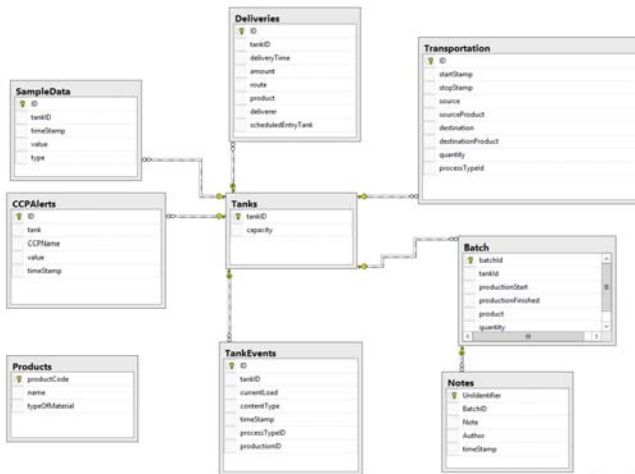 Deliveries
ID
tankID
deliveryTime
amount
route
product
deliverer
scheduledEntryTank
Transportation
ID
startStamp
stopStamp
source
sourceProduct
destination
destinationProduct
quantity
processTypeId
SampleData
ID
tankID
timeStamp
value
type
CCPAlerts
ID
tank
CCPName
value
timeStamp
Tanks
tankID
capacity
Batch
batchId
tankId
productionStart
productionFinished
product
quantity
Products
productCode
name
typeOfMaterial
TankEvents
ID
tankID
currentLoad
contentType
timeStamp
processTypeID
productionID
Notes
UniIdentifier
BatchID
Note
Author
timeStamp